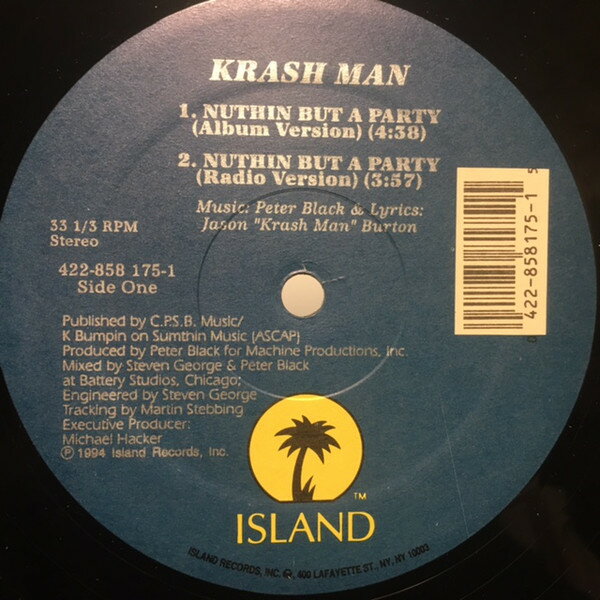 KRASH MAN
1. NUTHIN BUT A PARTY
(Album Version) (4:38)
2. NUTHIN BUT A PARTY
(Radio Version) (3:57)
Music: Peter Black & Lyrics:
Jason "Krash Man" Burton
33 1/3 RPM
Stereo
422-858 175-1
Side One
0 422-858175-1 5
Published by C.P.S.B. Music/
K Bumpin on Sumthin Music (ASCAP)
Produced by Peter Black for Machine Productions, Inc.
Mixed by Steven George & Peter Black
at Battery Studios, Chicago;
Engineered by Steven George
Tracking by Martin Stebbing
Executive Producer:
Michael Hacker
℗ 1994 Island Records, Inc.
TM
ISLAND
ISLAND RECORDS, INC. ®, 400 LAFAYETTE ST., NY, NY 10003